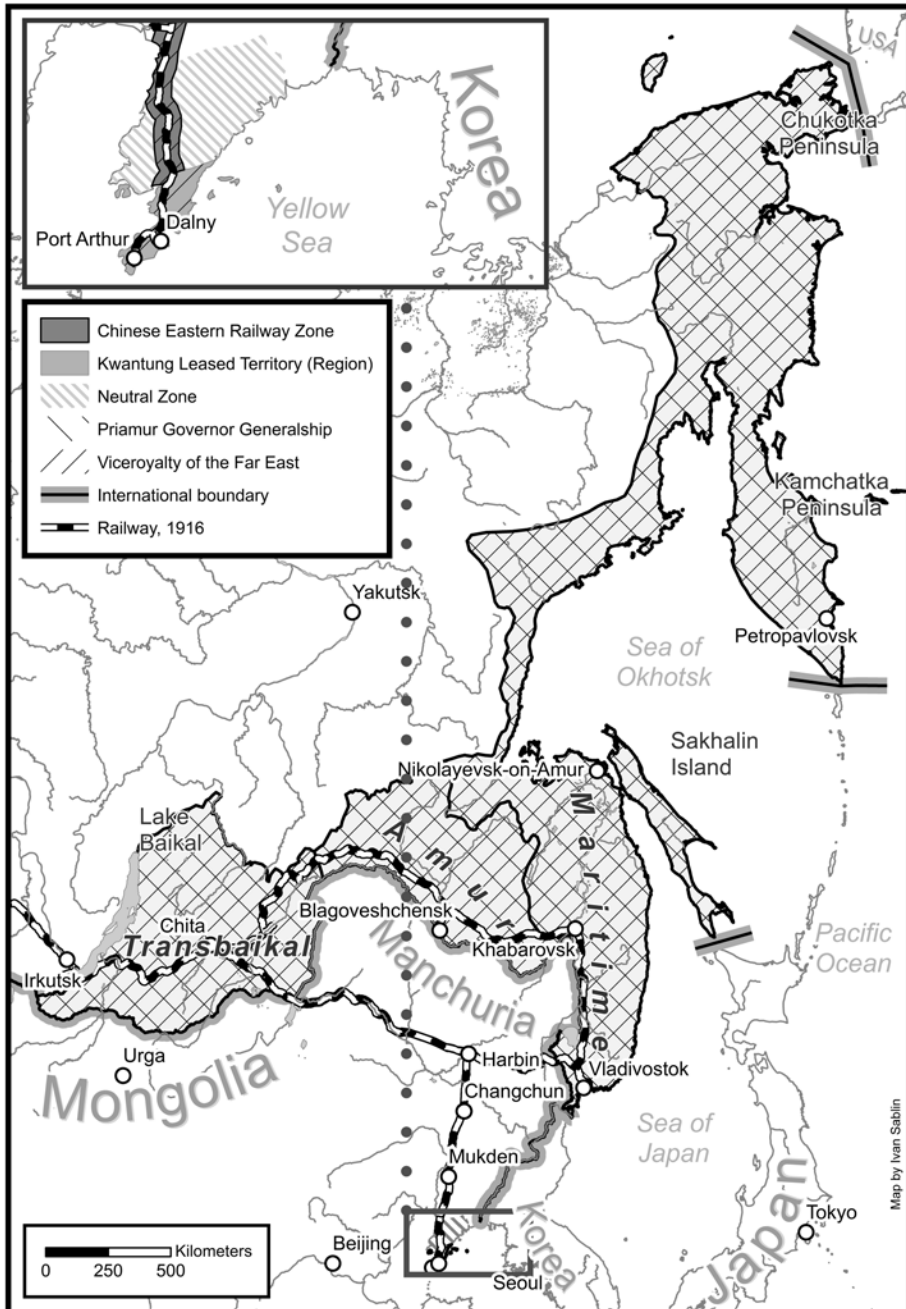 USA
Chukotka
Peninsula
Korea
Yellow
Sea
Dalny
Port Arthur
Chinese Eastern Railway Zone
Kwantung Leased Territory (Region)
Neutral Zone
Priamur Governor Generalship
Viceroyalty of the Far East
International boundary
Railway, 1916
Kamchatka
Peninsula
Yakutsk
Petropavlovsk
Sea of
Okhotsk
Sakhalin
Island
Nikolayevsk-on-Amur
Lake
Baikal
Amur
Maritime
Chita
Blagoveshchensk
Transbaikal
Khabarovsk
Pacific
Ocean
Irkutsk
Manchuria
Urga
Harbin
Vladivostok
Mongolia
Changchun
Sea of
Japan
Mukden
Map by Ivan Sablin
Korea
Japan
Tokyo
Kilometers
0 250 500
Beijing
Seoul